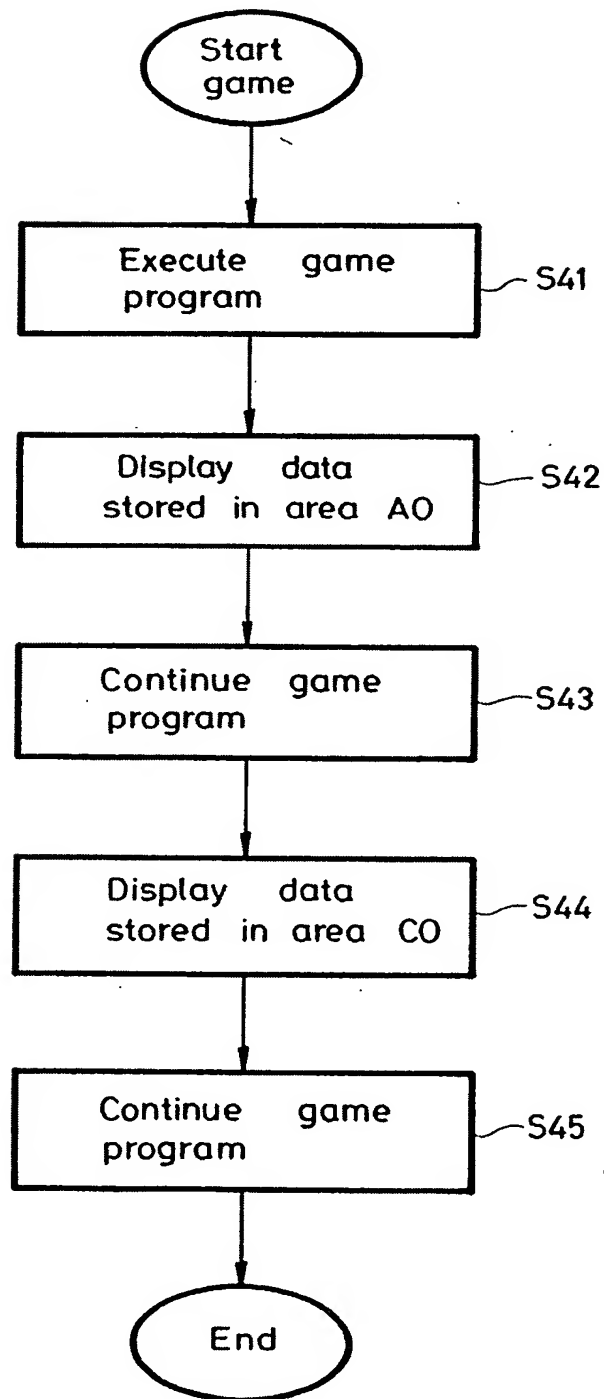 Start
game
Execute game
program
S41
Display data
stored in area A0
S42
Continue game
program
S43
Display data
stored in area C0
S44
Continue game
program
S45
End